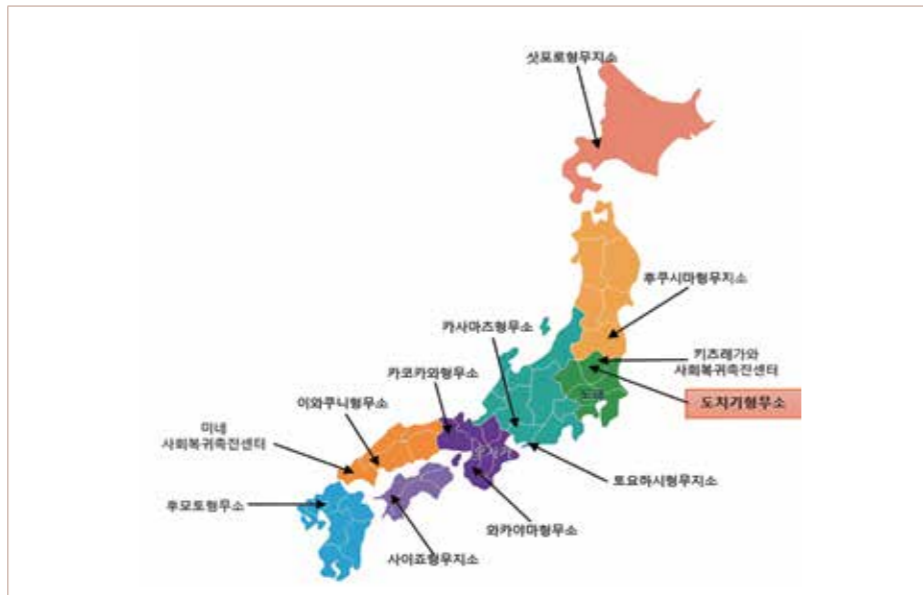 삿포로형무지소
후쿠시마형무지소
카사마츠형무소
키즈레가와
사회복귀촉진센터
카코카와형무소
도치기형무소
이와쿠니형무소
미네
사회복귀촉진센터
토요하시형무지소
후모토형무소
와카야마형무소
사이죠형무지소